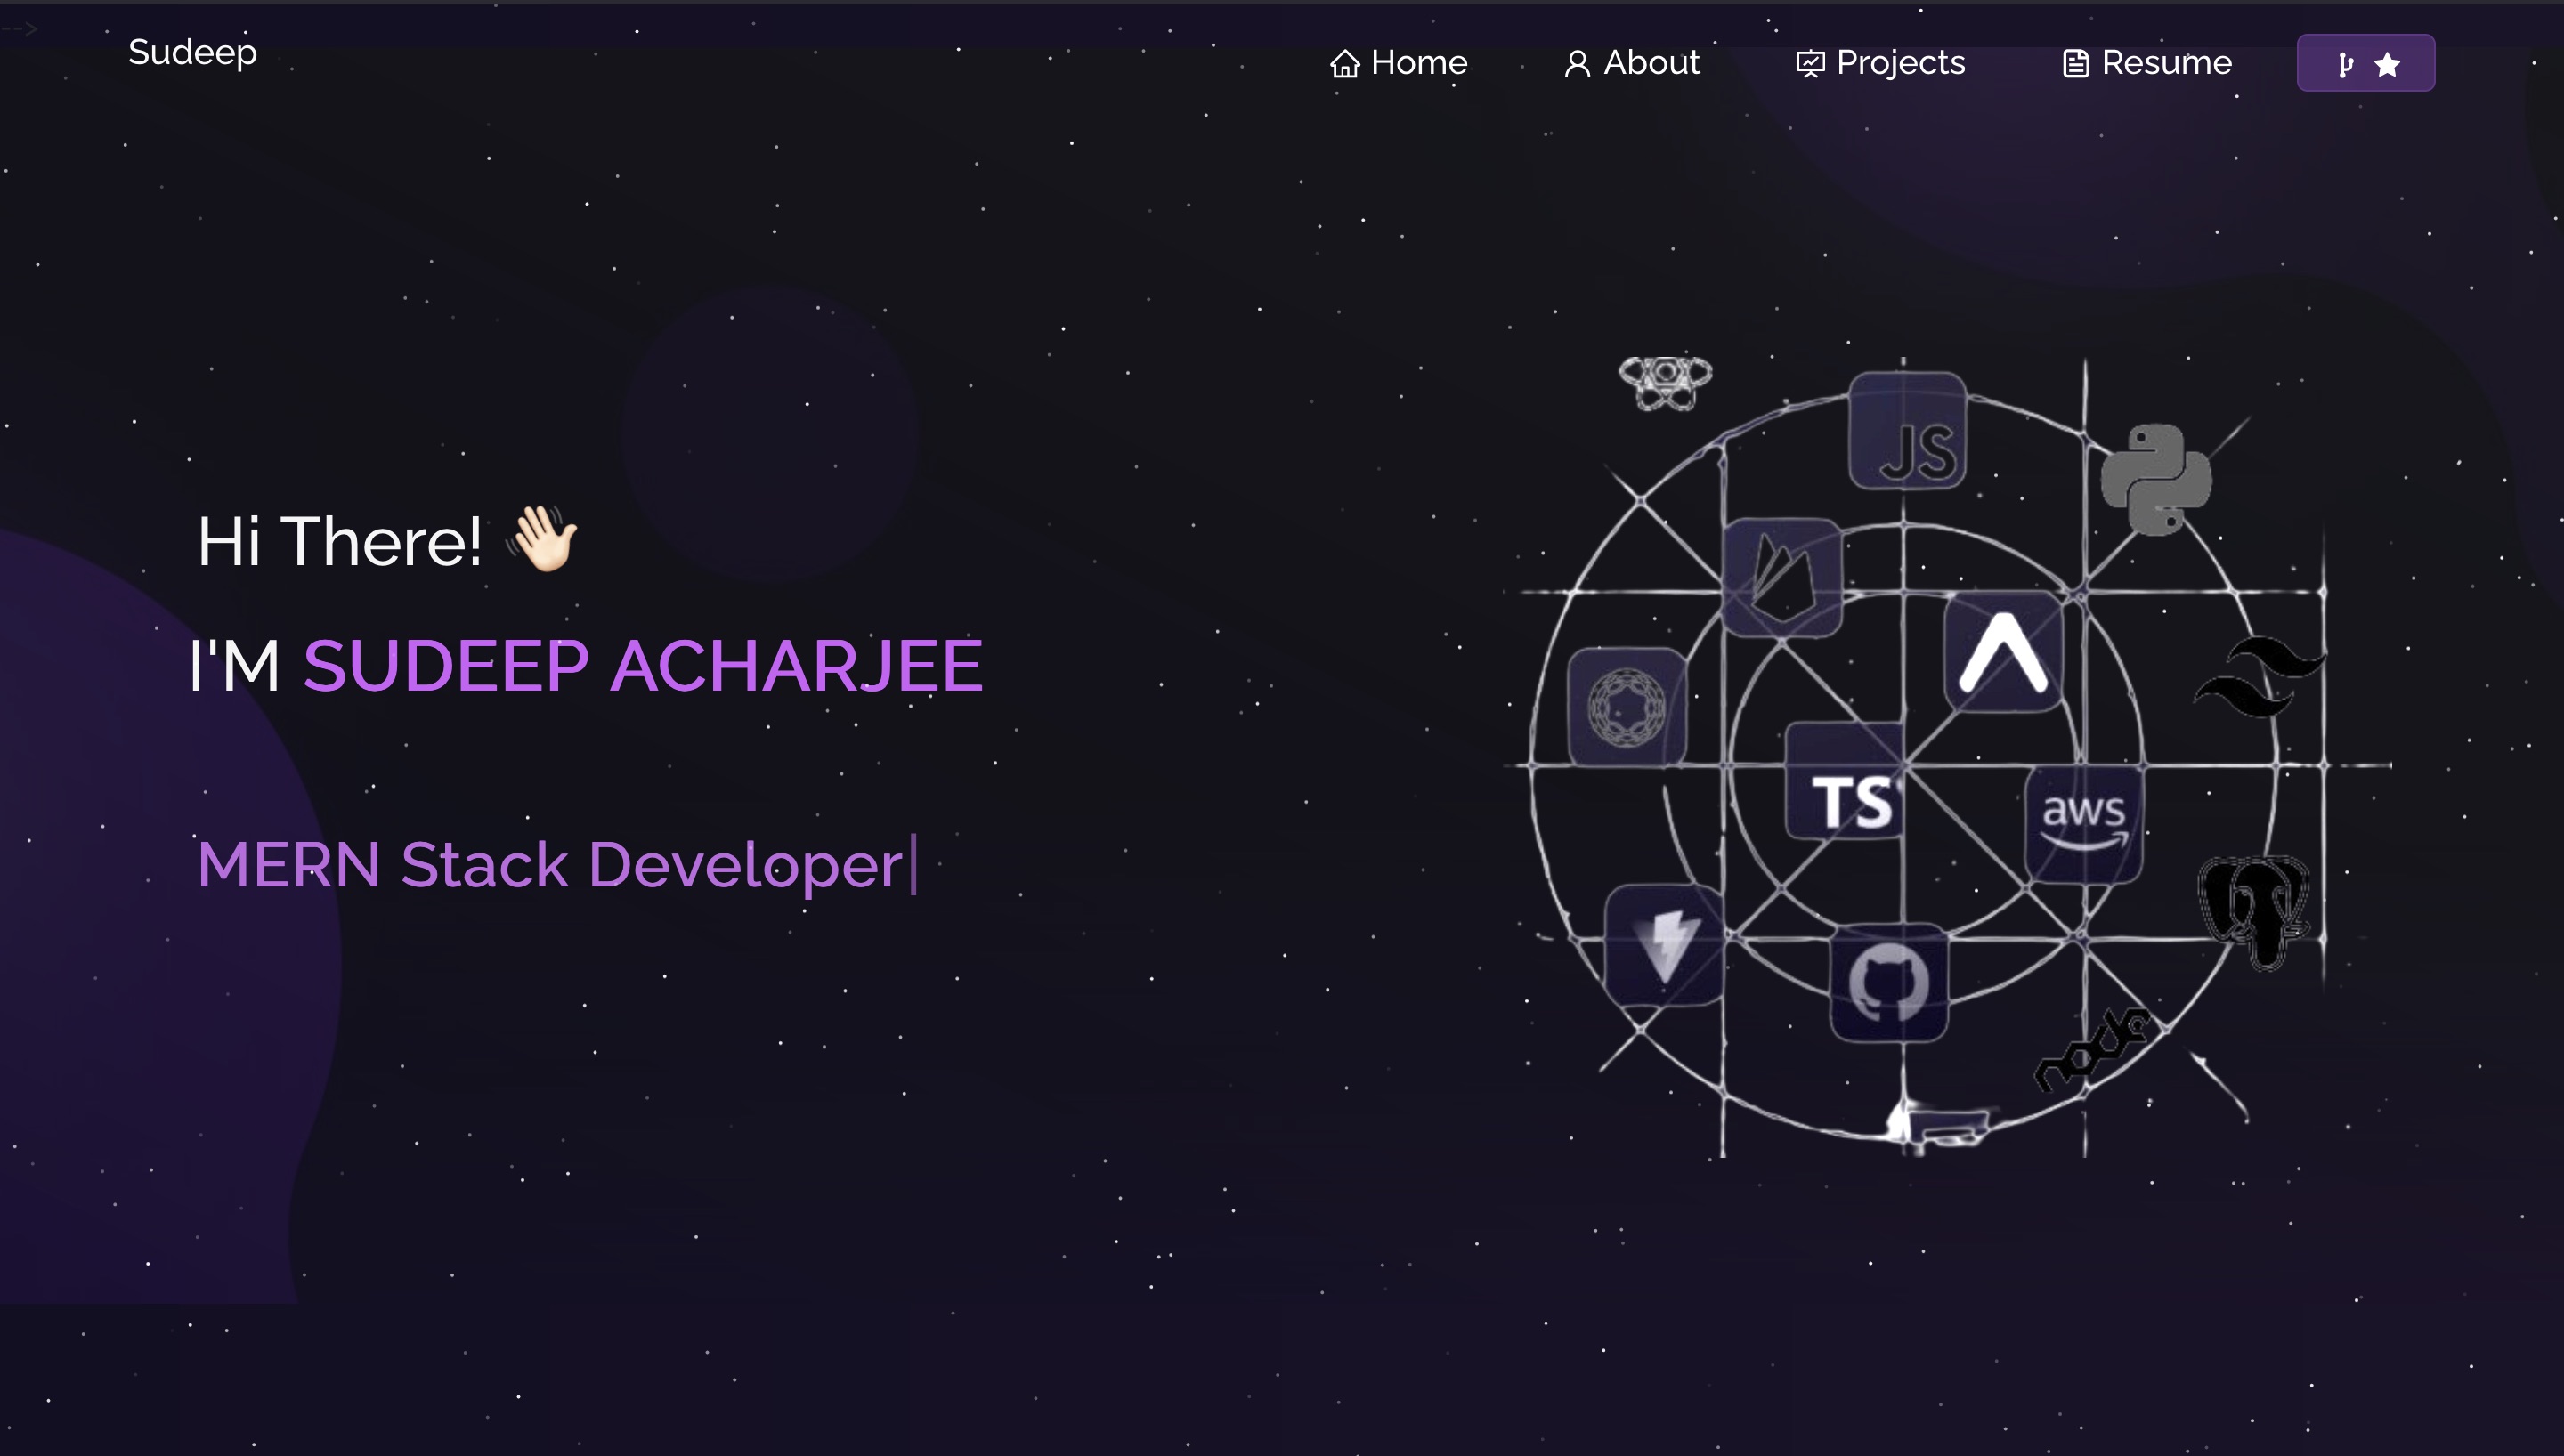 -->
Sudeep
Home
About
Projects
Resume
Hi There! 👋🏻
I'M SUDEEP ACHARJEE
MERN Stack Developer|
JS
TS
aws
node